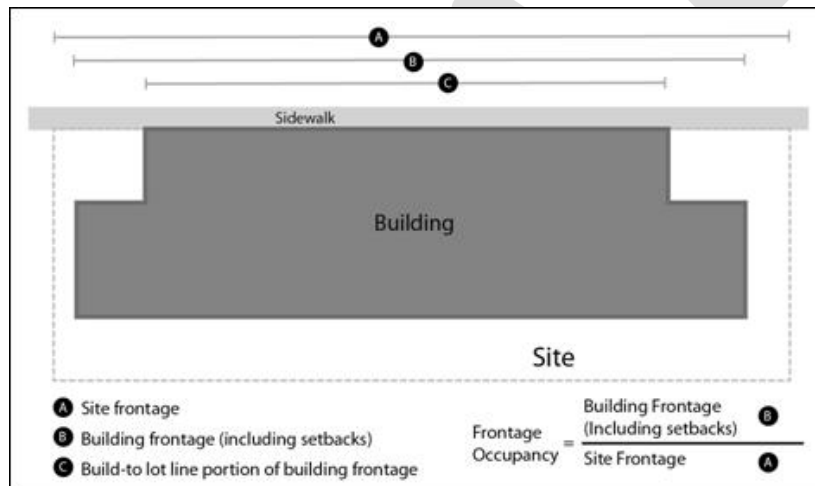 A
B
C
Sidewalk
Building
Site
A Site frontage
B Building frontage (including setbacks)
C Build-to lot line portion of building frontage
Frontage
Occupancy
=
Building Frontage
(Including setbacks) B
Site Frontage A